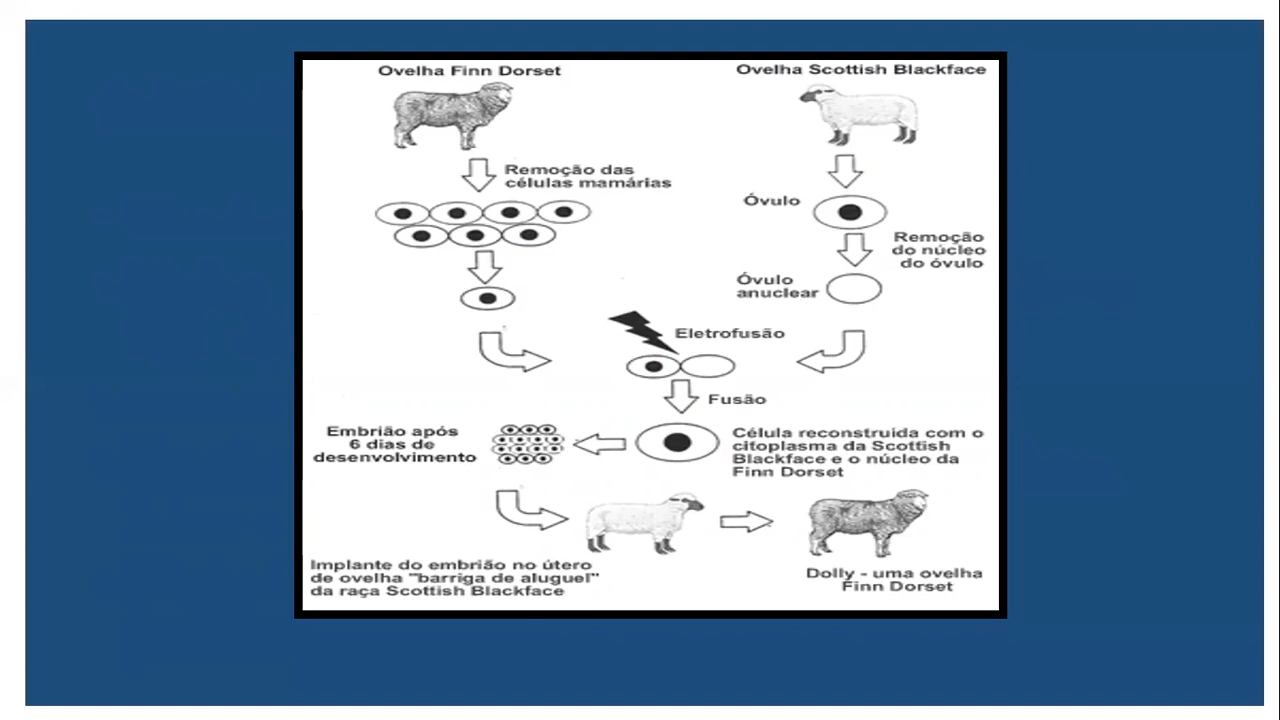 Ovelha Finn Dorset
Ovelha Scottish Blackface
Remoção das
células mamárias
Óvulo
Remoção
do núcleo
do óvulo
Óvulo
anuclear
Eletrofusão
Fusão
Embrião após
6 dias de
desenvolvimento
Célula reconstruida com o
citoplasma da Scottish
Blackface e o núcleo da
Finn Dorset
Implante do embrião no útero
de ovelha "barriga de aluguel"
da raça Scottish Blackface
Dolly - uma ovelha
Finn Dorset